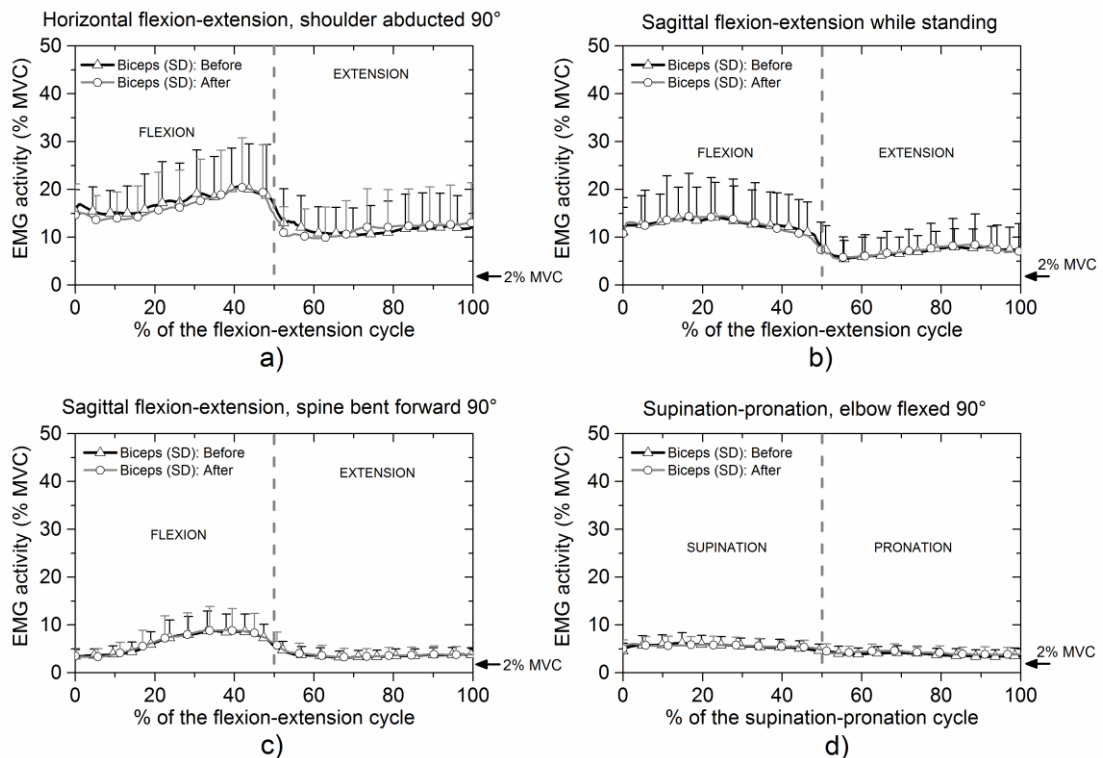 Horizontal flexion-extension, shoulder abducted 90°
50
40
30
20
10
0
EMG activity (% MVC)
Biceps (SD): Before
Biceps (SD): After
FLEXION
EXTENSION
2% MVC
0 20 40 60 80 100
% of the flexion-extension cycle
a)
Sagittal flexion-extension while standing
50
40
30
20
10
0
EMG activity (% MVC)
Biceps (SD): Before
Biceps (SD): After
FLEXION
EXTENSION
2% MVC
0 20 40 60 80 100
% of the flexion-extension cycle
b)
Sagittal flexion-extension, spine bent forward 90°
50
40
30
20
10
0
EMG activity (% MVC)
Biceps (SD): Before
Biceps (SD): After
EXTENSION
FLEXION
2% MVC
0 20 40 60 80 100
% of the flexion-extension cycle
c)
Supination-pronation, elbow flexed 90°
50
40
30
20
10
0
EMG activity (% MVC)
Biceps (SD): Before
Biceps (SD): After
SUPINATION
PRONATION
2% MVC
0 20 40 60 80 100
% of the supination-pronation cycle
d)